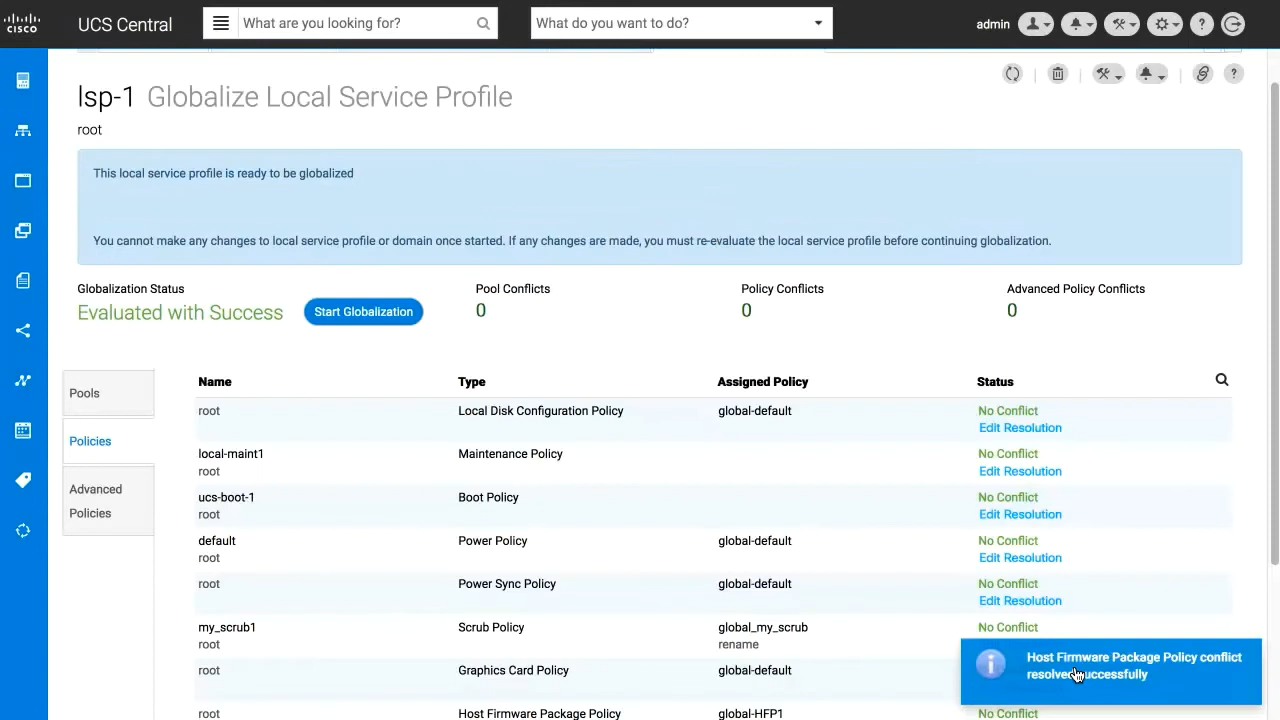 CISCO
UCS Central
What are you looking for?
What do you want to do?
admin
?
lsp-1 Globalize Local Service Profile
?
root
This local service profile is ready to be globalized
You cannot make any changes to local service profile or domain once started. If any changes are made, you must re-evaluate the local service profile before continuing globalization.
Globalization Status
Evaluated with Success
Start Globalization
Pool Conflicts
0
Policy Conflicts
0
Advanced Policy Conflicts
0
Pools
Policies
Advanced
Policies
Name Type Assigned Policy Status
root Local Disk Configuration Policy global-default No Conflict
Edit Resolution
local-maint1 Maintenance Policy No Conflict
root Edit Resolution
ucs-boot-1 Boot Policy No Conflict
root Edit Resolution
default Power Policy global-default No Conflict
root Edit Resolution
root Power Sync Policy global-default No Conflict
Edit Resolution
my_scrub1 Scrub Policy global_my_scrub No Conflict
root rename
root Graphics Card Policy global-default
root Host Firmware Package Policy global-HFP1 No Conflict
Host Firmware Package Policy conflict
resolved successfully